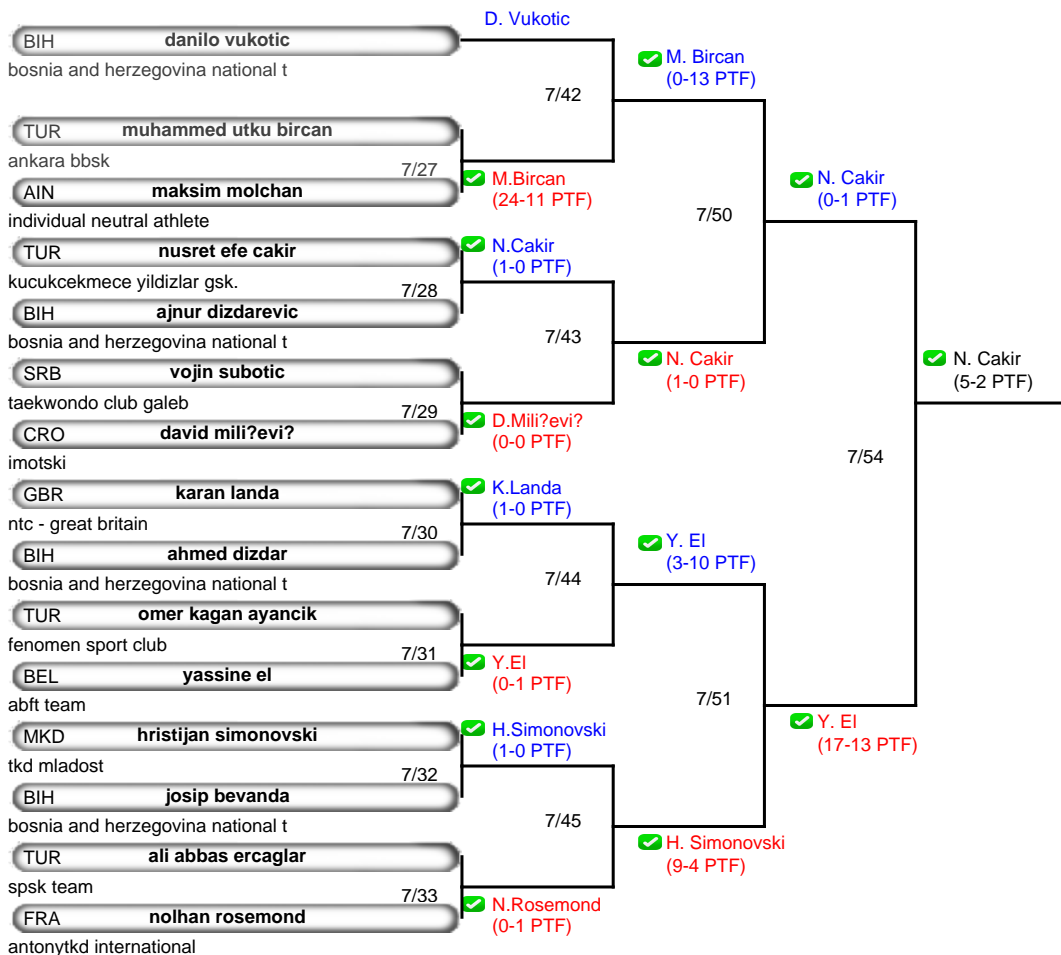 D. Vukotic
BIH danilo vukotic
bosnia and herzegovina national t
M. Bircan
(0-13 PTF)
7/42
TUR muhammed utku bircan
ankara bbsk
7/27
AIN maksim molchan
individual neutral athlete
M.Bircan
(24-11 PTF)
N. Cakir
(0-1 PTF)
7/50
TUR nusret efe cakir
kucukcekmece yildizlar gsk.
N.Cakir
(1-0 PTF)
7/28
BIH ajnur dizdarevic
bosnia and herzegovina national t
7/43
SRB vojin subotic
taekwondo club galeb
N. Cakir
(1-0 PTF)
N. Cakir
(5-2 PTF)
7/29
CRO david mili?evi?
imotski
D.Mili?evi?
(0-0 PTF)
7/54
GBR karan landa
ntc - great britain
K.Landa
(1-0 PTF)
7/30
BIH ahmed dizdar
bosnia and herzegovina national t
Y. El
(3-10 PTF)
7/44
TUR omer kagan ayancik
fenomen sport club
7/31
BEL yassine el
abft team
Y.El
(0-1 PTF)
7/51
Y. El
(17-13 PTF)
MKD hristijan simonovski
tkd mladost
H.Simonovski
(1-0 PTF)
7/32
BIH josip bevanda
bosnia and herzegovina national t
7/45
H. Simonovski
(9-4 PTF)
TUR ali abbas ercaglar
spsk team
7/33
FRA nolhan rosemond
antonytkd international
N.Rosemond
(0-1 PTF)